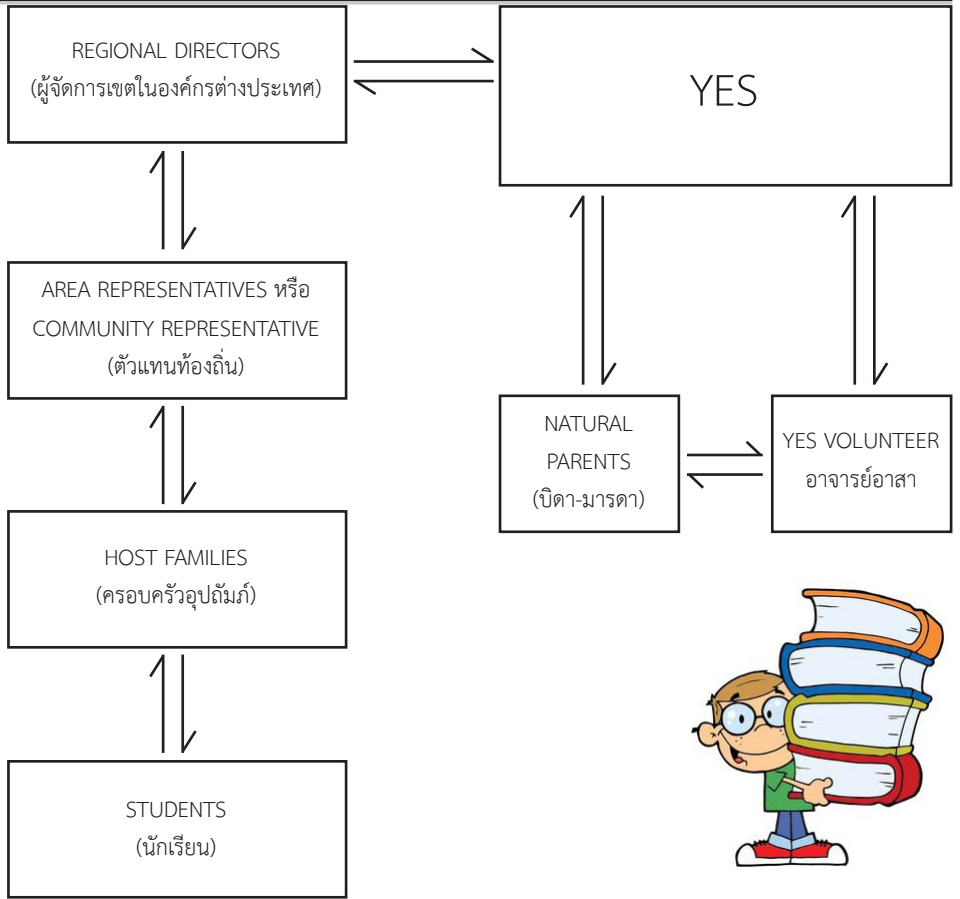 REGIONAL DIRECTORS
(ผู้จัดการเขตในองค์กรต่างประเทศ)
YES
AREA REPRESENTATIVES หรือ
COMMUNITY REPRESENTATIVE
(ตัวแทนท้องถิ่น)
NATURAL
PARENTS
(บิดา-มารดา)
YES VOLUNTEER
อาจารย์อาสา
HOST FAMILIES
(ครอบครัวอุปถัมภ์)
STUDENTS
(นักเรียน)